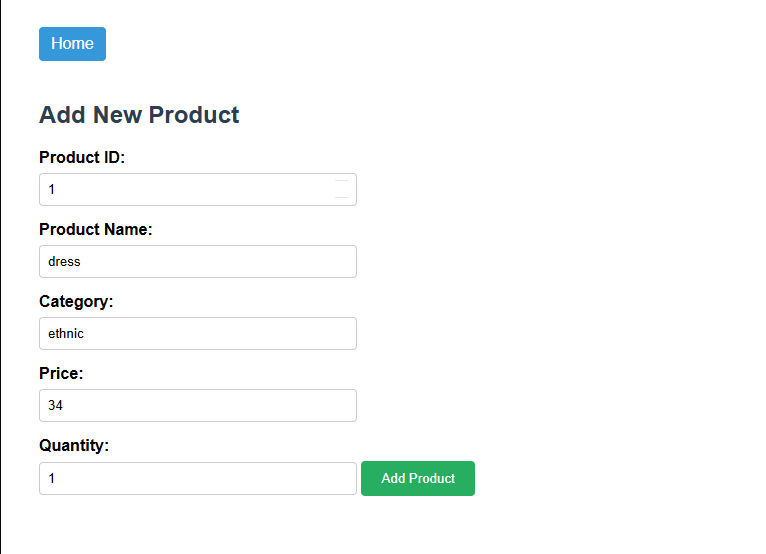 Home
Add New Product
Product ID:
1
Product Name:
dress
Category:
ethnic
Price:
34
Quantity:
1 Add Product